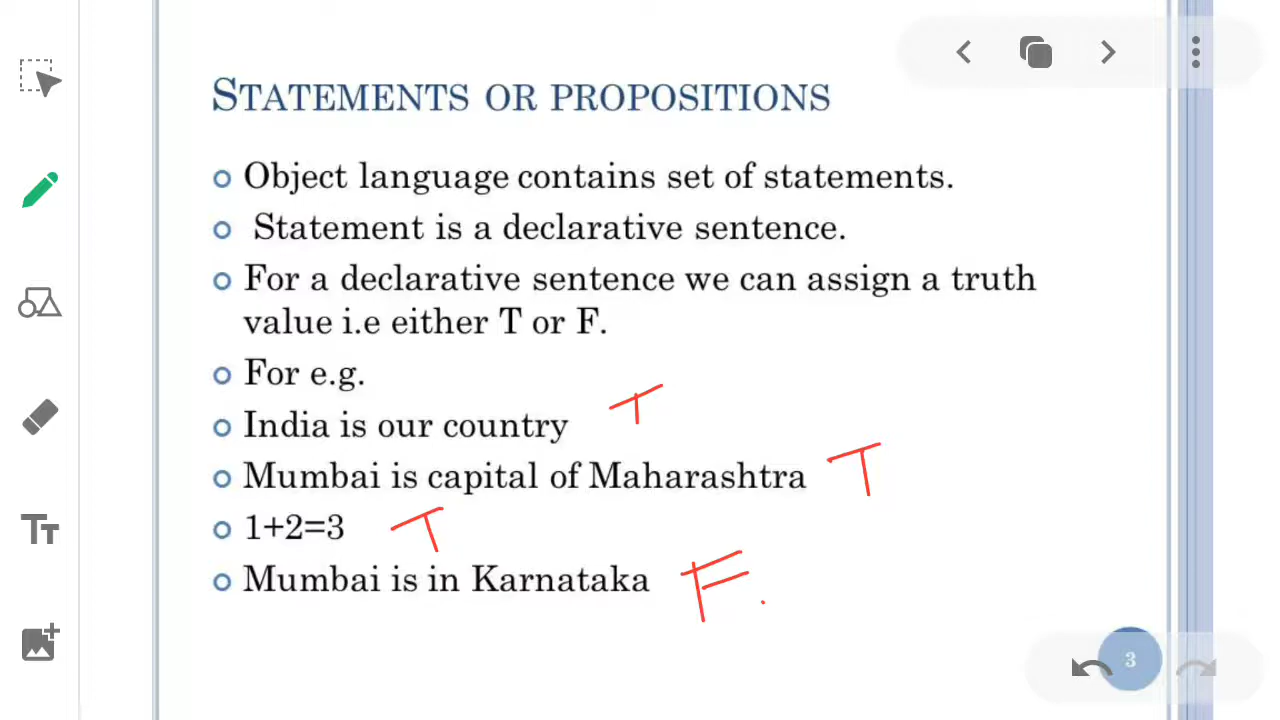 STATEMENTS OR PROPOSITIONS
Object language contains set of statements.
Statement is a declarative sentence.
For a declarative sentence we can assign a truth
value i.e either T or F.
For e.g.
India is our country T
Mumbai is capital of Maharashtra T
1+2=3 T
Mumbai is in Karnataka F.
Tт
3